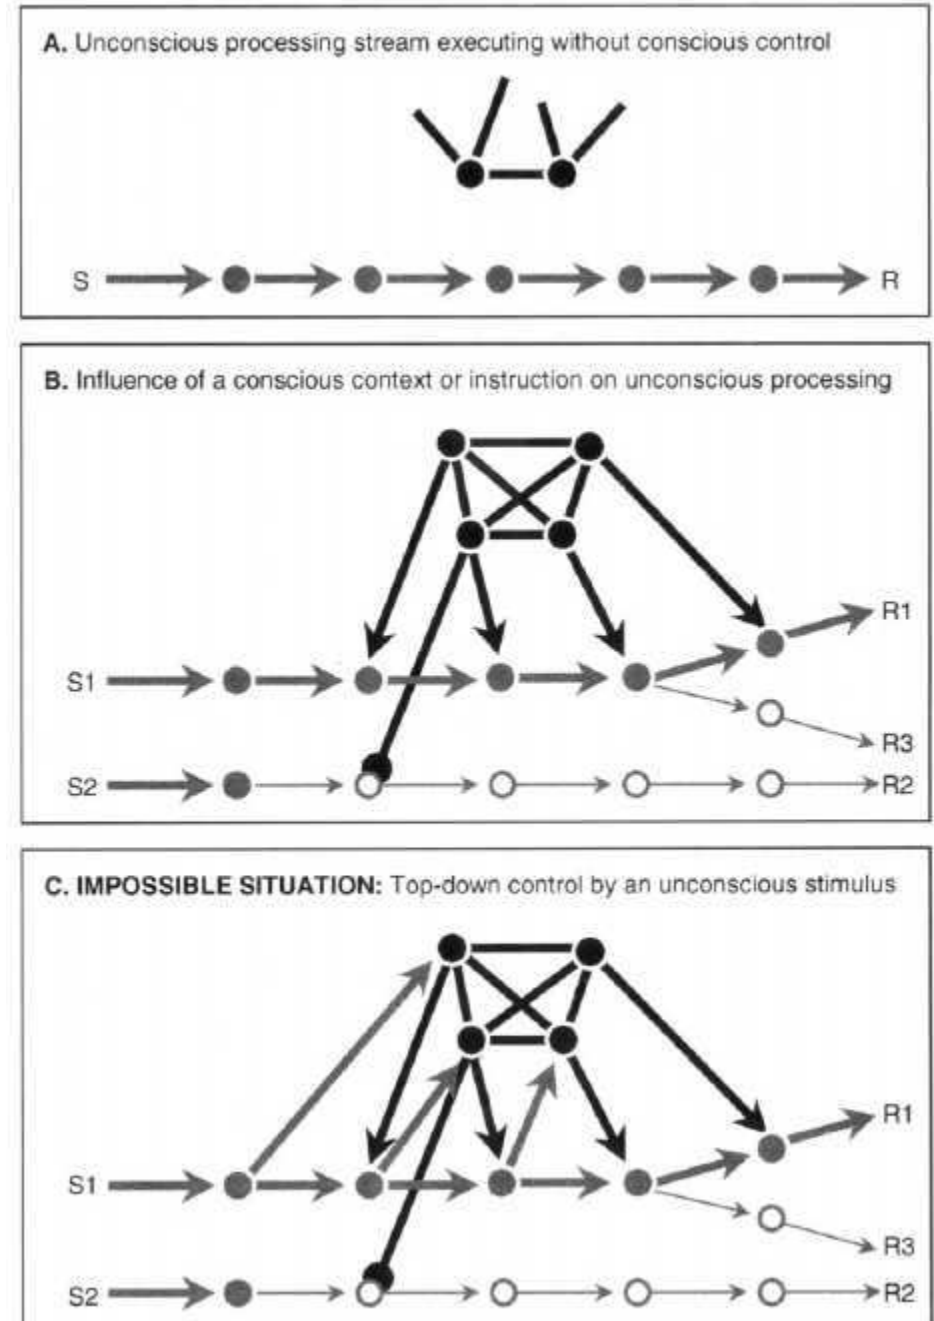 A. Unconscious processing stream executing without conscious control
S R
B. Influence of a conscious context or instruction on unconscious processing
R1
S1
R3
S2 R2
C. IMPOSSIBLE SITUATION: Top-down control by an unconscious stimulus
R1
S1
R3
S2 R2